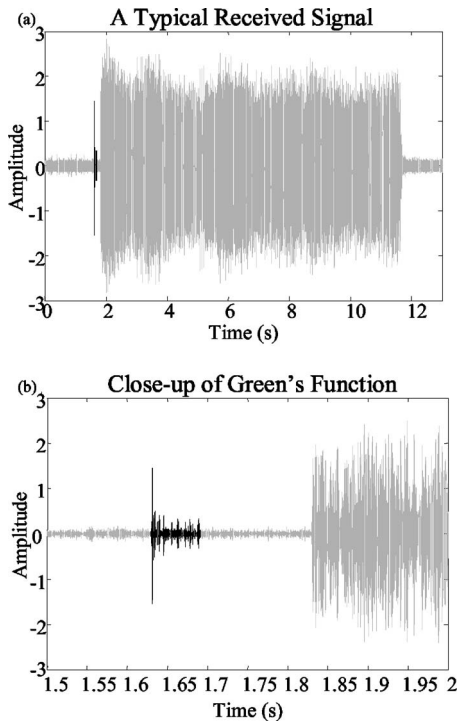 (a) A Typical Received Signal
3
2
1
0
-1
-2
-3
Amplitude
0 2 4 6 8 10 12
Time (s)
(b) Close-up of Green's Function
3
2
1
0
-1
-2
-3
Amplitude
1.5 1.55 1.6 1.65 1.7 1.75 1.8 1.85 1.9 1.95 2
Time (s)